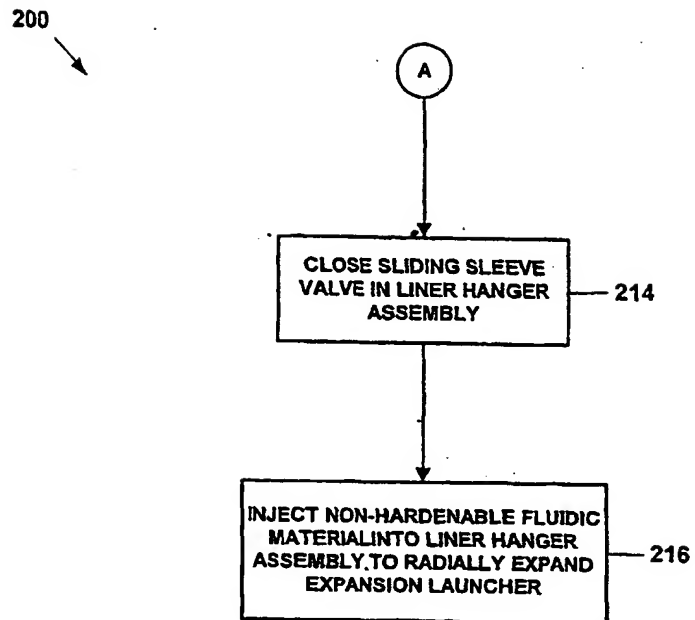 200
A
CLOSE SLIDING SLEEVE
VALVE IN LINER HANGER
ASSEMBLY
214
INJECT NON-HARDENABLE FLUIDIC
MATERIALINTO LINER HANGER
ASSEMBLY TO RADIALLY EXPAND
EXPANSION LAUNCHER
216